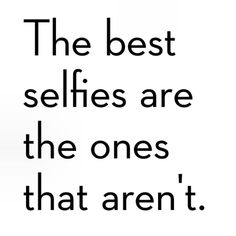 The best
selfies are
the ones
that aren't.